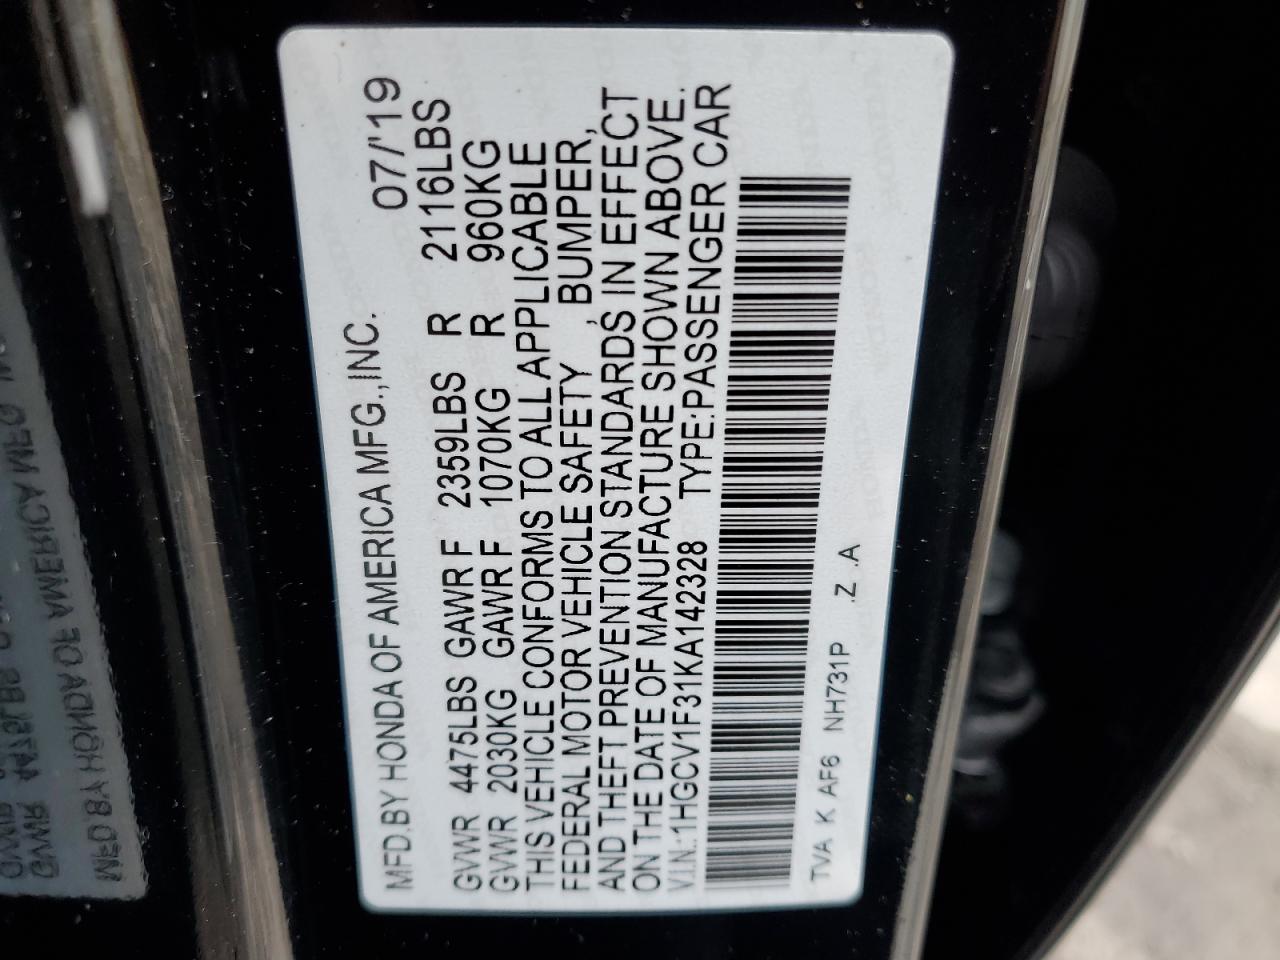 MFD.BY HONDA OF AMERICA MFG.,INC. 07/'19
GVWR 4475LBS GAWR F 2359LBS R 2116LBS
GVWR 2030KG GAWR F 1070KG R 960KG
THIS VEHICLE CONFORMS TO ALL APPLICABLE
FEDERAL MOTOR VEHICLE SAFETY, BUMPER,
AND THEFT PREVENTION STANDARDS, IN EFFECT
ON THE DATE OF MANUFACTURE SHOWN ABOVE.
V.I.N.:1HGCV1F31KA142328 TYPE:PASSENGER CAR
TVA K AF6 NH731P .Z .A